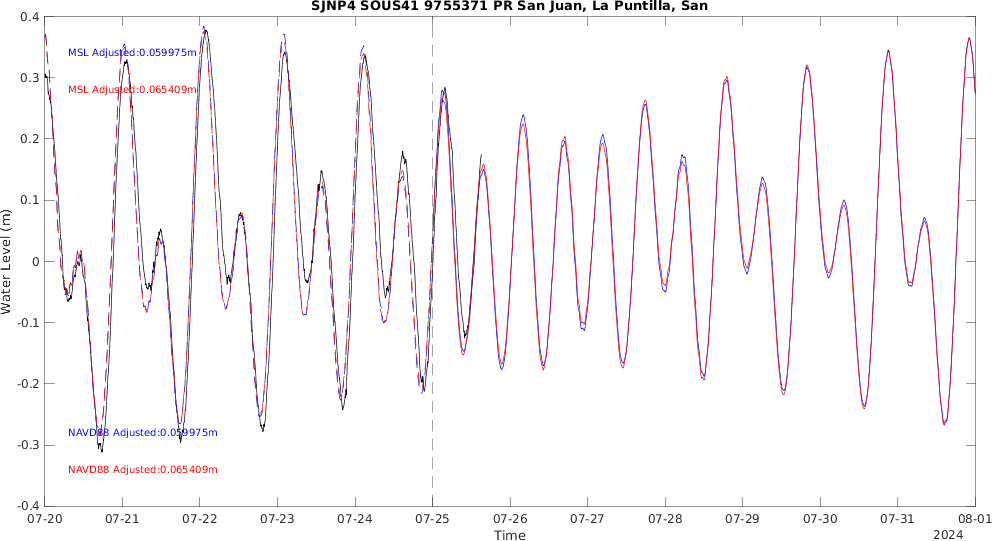 SJNP4 SOUS41 9755371 PR San Juan, La Puntilla, San
0.4
MSL Adjusted:0.059975m
0.3
MSL Adjusted:0.065409m
0.2
0.1
0
-0.1
-0.2
-0.3
-0.4
Water Level (m)
NAVD88 Adjusted:0.059975m
NAVD88 Adjusted:0.065409m
07-20 07-21 07-22 07-23 07-24 07-25 07-26 07-27 07-28 07-29 07-30 07-31 08-01
Time
2024